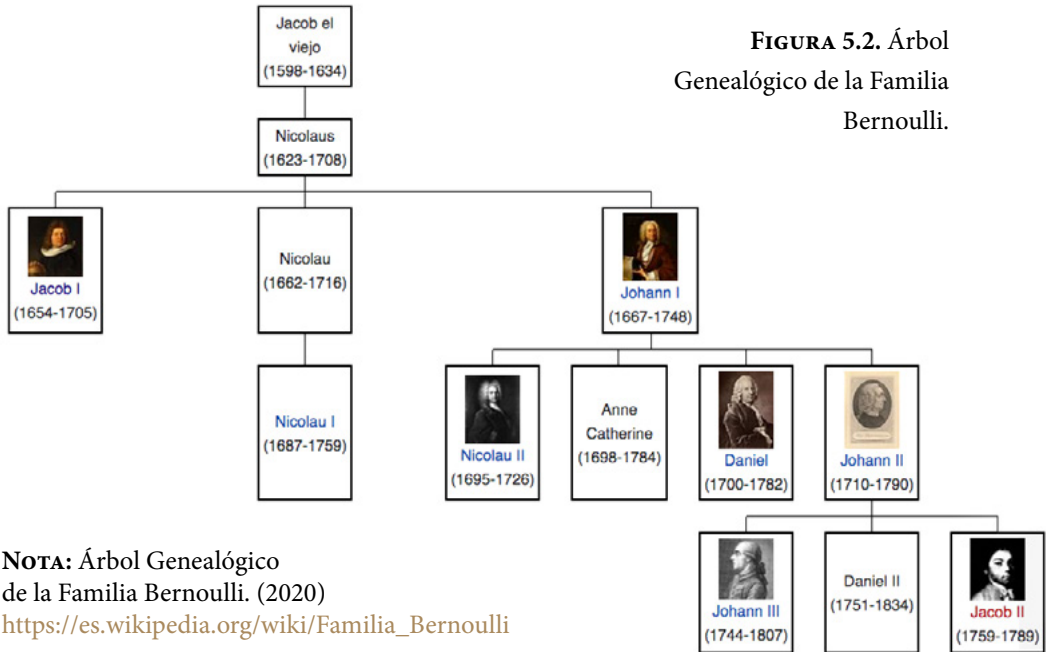 Jacob el
viejo
(1598-1634)
FIGURA 5.2. Árbol
Genealógico de la Familia
Bernoulli.
Nicolaus
(1623-1708)
Jacob I
(1654-1705)
Nicolau
(1662-1716)
Johann I
(1667-1748)
Nicolau I
(1687-1759)
Nicolau II
(1695-1726)
Anne
Catherine
(1698-1784)
Daniel
(1700-1782)
Johann II
(1710-1790)
Johann III
(1744-1807)
Daniel II
(1751-1834)
Jacob II
(1759-1789)
NOTA: Árbol Genealógico
de la Familia Bernoulli. (2020)
https://es.wikipedia.org/wiki/Familia_Bernoulli